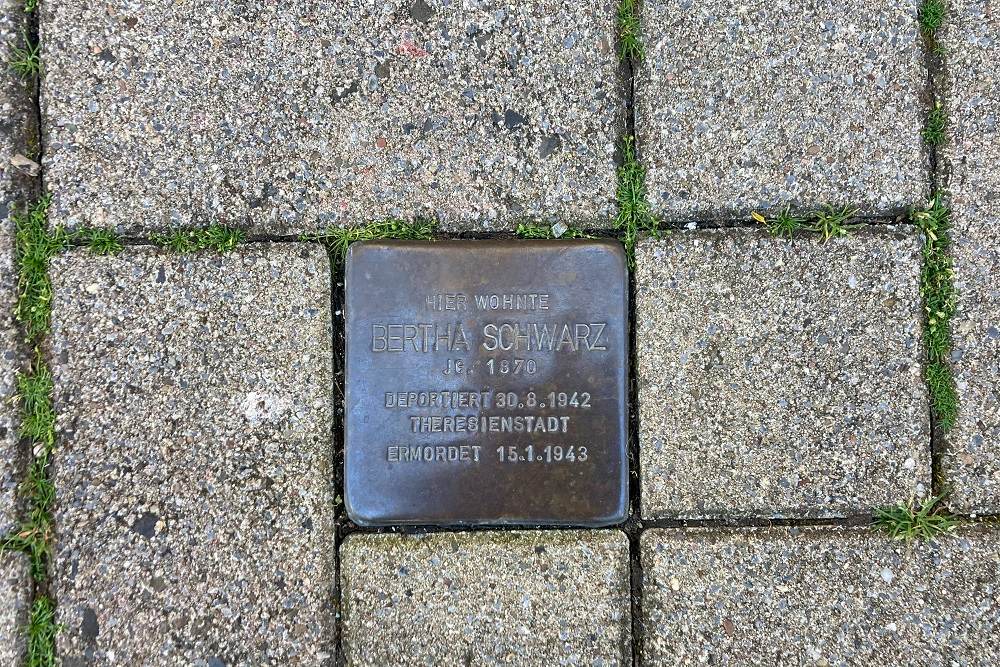 HIER WOHNTE
BERTHA SCHWARZ
JG. 1870
DEPORTIERT 30.8.1942
THERESIENSTADT
ERMORDET 15.1.1943